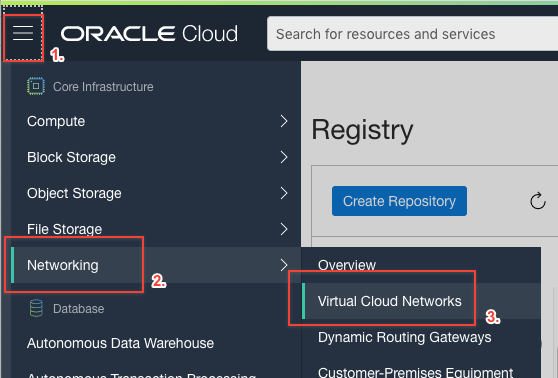 ORACLE Cloud
Search for resources and services
1.
Core Infrastructure
Compute
Block Storage
Object Storage
File Storage
Networking
2.
Database
Autonomous Data Warehouse
Autonomous Transaction Processing
Registry
Create Repository
Overview
Virtual Cloud Networks
3.
Dynamic Routing Gateways
Customer-Premises Equipment